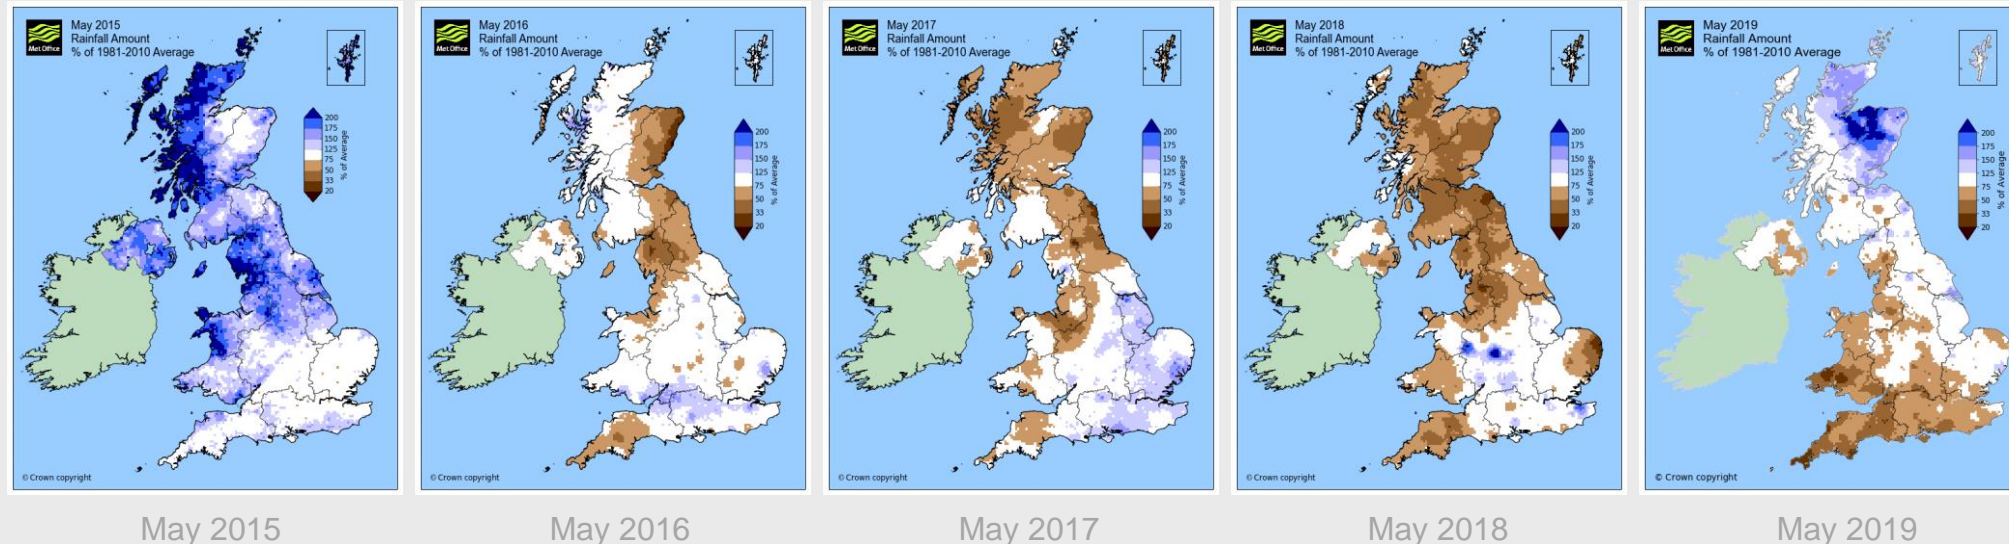 Met Office
May 2015
Rainfall Amount
% of 1981-2010 Average
200
175
150
125
75
50
33
20
% of Average
© Crown copyright
Met Office
May 2016
Rainfall Amount
% of 1981-2010 Average
200
175
150
125
75
50
33
20
% of Average
© Crown copyright
Met Office
May 2017
Rainfall Amount
% of 1981-2010 Average
200
175
150
125
75
50
33
20
% of Average
© Crown copyright
Met Office
May 2018
Rainfall Amount
% of 1981-2010 Average
200
175
150
125
75
50
33
20
% of Average
© Crown copyright
Met Office
May 2019
Rainfall Amount
% of 1981-2010 Average
200
175
150
125
75
50
33
20
% of Average
© Crown copyright
May 2015
May 2016
May 2017
May 2018
May 2019